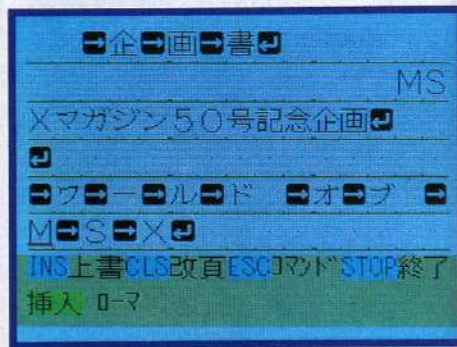 ➡企➡画➡書↵
MS
Xマガジン50号記念企画↵
↵
➡ワ➡ー➡ル➡ド ➡オ➡ブ ➡
M➡S➡X↵
INS上書CLS改頁ESCコマンドSTOP終了
挿入 ローマ